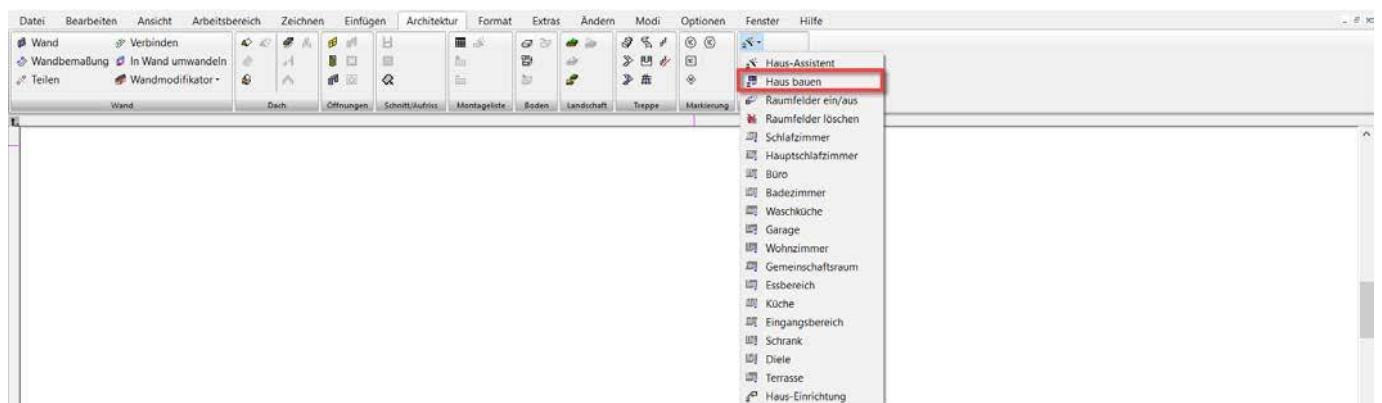 Datei Bearbeiten Ansicht Arbeitsbereich Zeichnen Einfügen Architektur Format Extras Ändern Modi Optionen Fenster Hilfe
Wand Verbinden
Wandbemaßung In Wand umwandeln
Teilen Wandmodifikator
Wand Dach Öffnungen Schnitt/Aufriss Montageliste Boden Landschaft Treppe Markierung
Haus-Assistent
Haus bauen
Raumfelder ein/aus
Raumfelder löschen
Schlafzimmer
Hauptschlafzimmer
Büro
Badezimmer
Waschküche
Garage
Wohnzimmer
Gemeinschaftsraum
Essbereich
Küche
Eingangsbereich
Schrank
Diele
Terrasse
Haus-Einrichtung